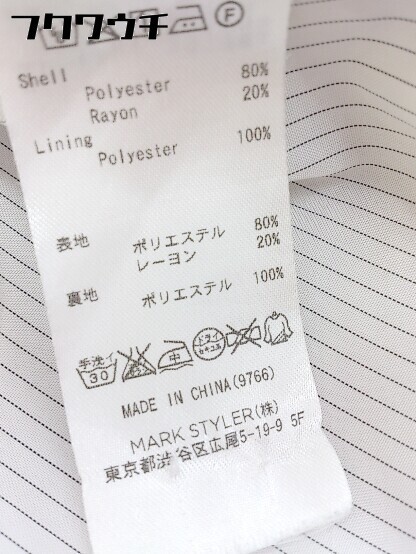 フクワウチ
F
Shell
Polyester 80%
Rayon 20%
Lining
Polyester 100%
表地 ポリエステル 80%
レーヨン 20%
裏地 ポリエステル 100%
手洗イ 30 中 ドライ セキユ系
MADE IN CHINA(9766)
MARK STYLER(株)
東京都渋谷区広尾5-19-9 5F